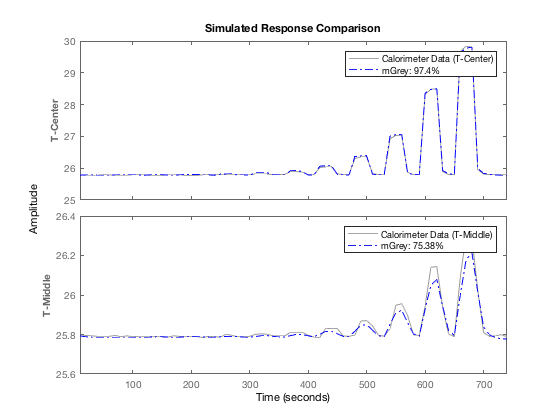 Simulated Response Comparison
30
29
28
27
26
25
T-Center
Calorimeter Data (T-Center)
mGrey: 97.4%
Amplitude
26.4
26.2
26
25.8
25.6
T-Middle
Calorimeter Data (T-Middle)
mGrey: 75.38%
100 200 300 400 500 600 700
Time (seconds)